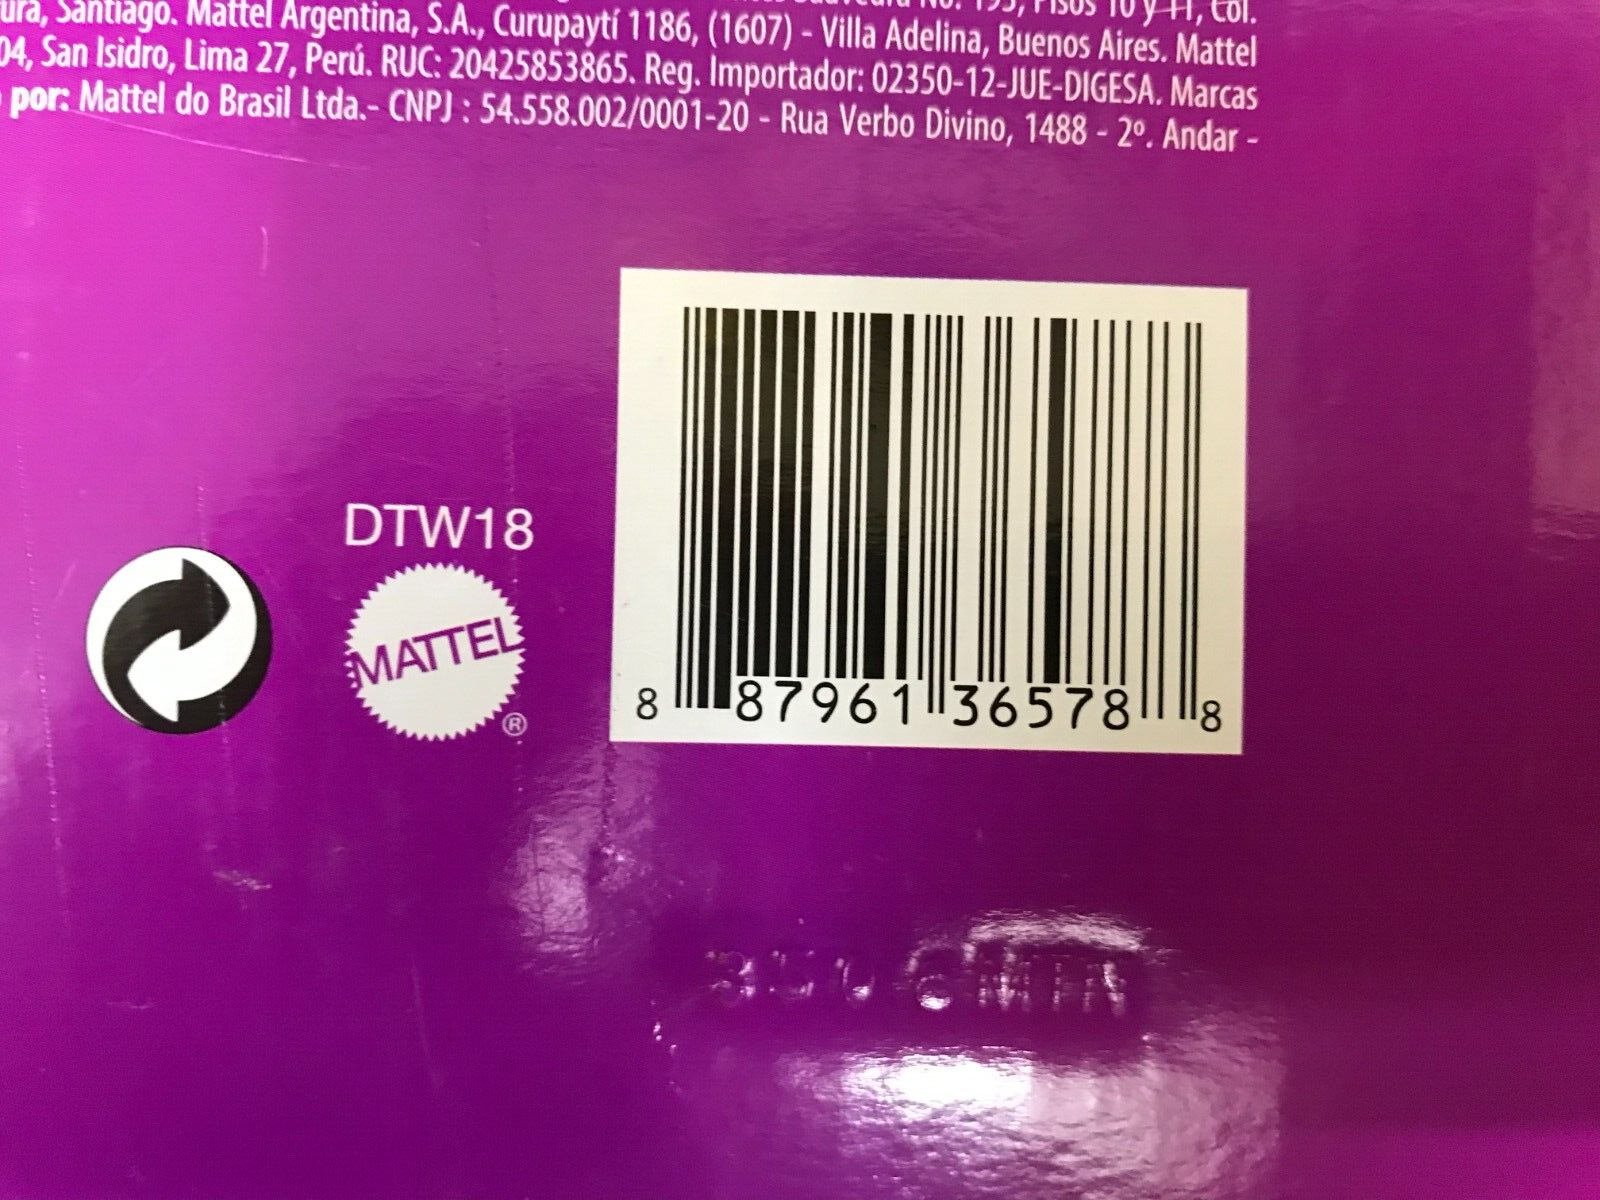 ura, Santiago. Mattel Argentina, S.A., Curupaytí 1186, (1607) - Villa Adelina, Buenos Aires. Mattel
04, San Isidro, Lima 27, Perú. RUC: 20425853865. Reg. Importador: 02350-12-JUE-DIGESA. Marcas
por: Mattel do Brasil Ltda.- CNPJ : 54.558.002/0001-20 - Rua Verbo Divino, 1488 - 2º. Andar -
DTW18
MATTEL
®
8 87961 36578 8